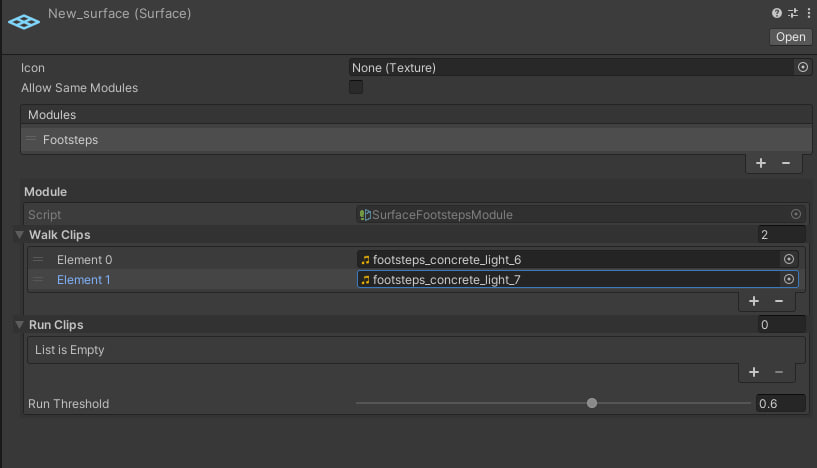 New_surface (Surface)
Open
Icon None (Texture)
Allow Same Modules
Modules
Footsteps
+ −
Module
Script SurfaceFootstepsModule
Walk Clips 2
Element 0 footsteps_concrete_light_6
Element 1 footsteps_concrete_light_7
+ −
Run Clips 0
List is Empty
+ −
Run Threshold 0.6